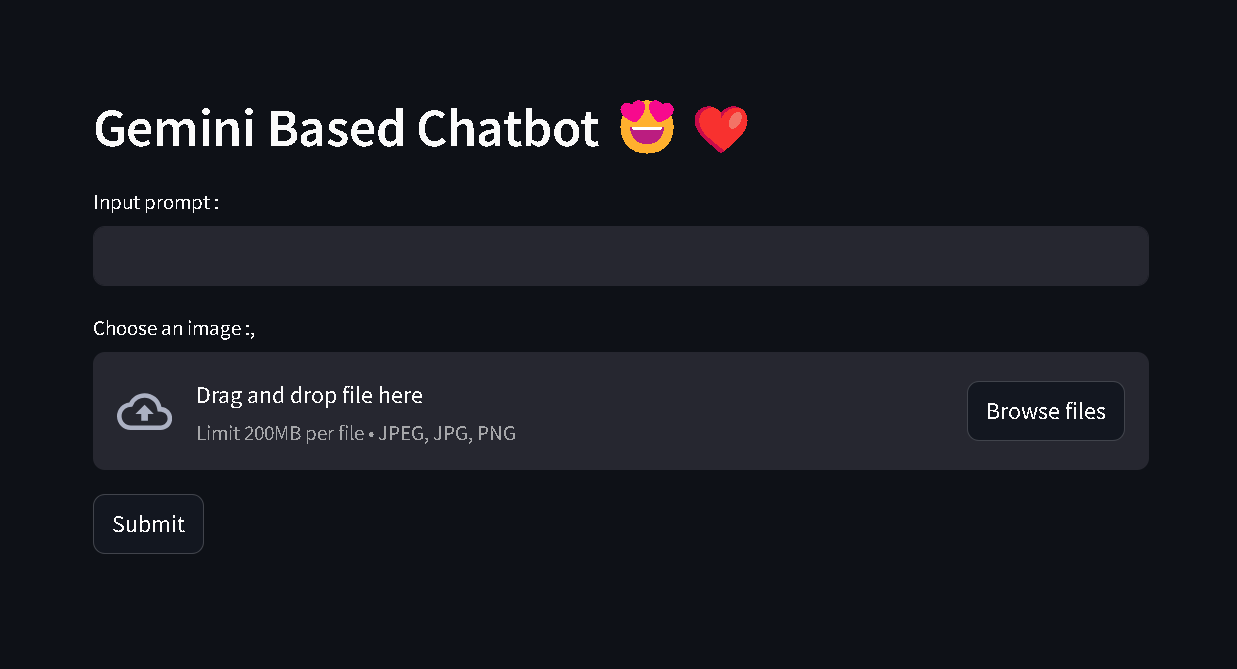 Gemini Based Chatbot 😍 ❤️
Input prompt :
Choose an image :,
Drag and drop file here
Limit 200MB per file • JPEG, JPG, PNG
Browse files
Submit